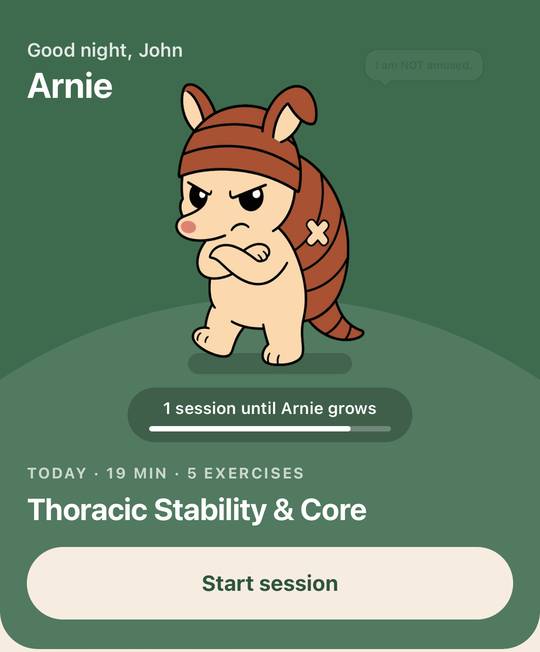 Good night, John
Arnie
I am NOT amused.
1 session until Arnie grows
TODAY · 19 MIN · 5 EXERCISES
Thoracic Stability & Core
Start session